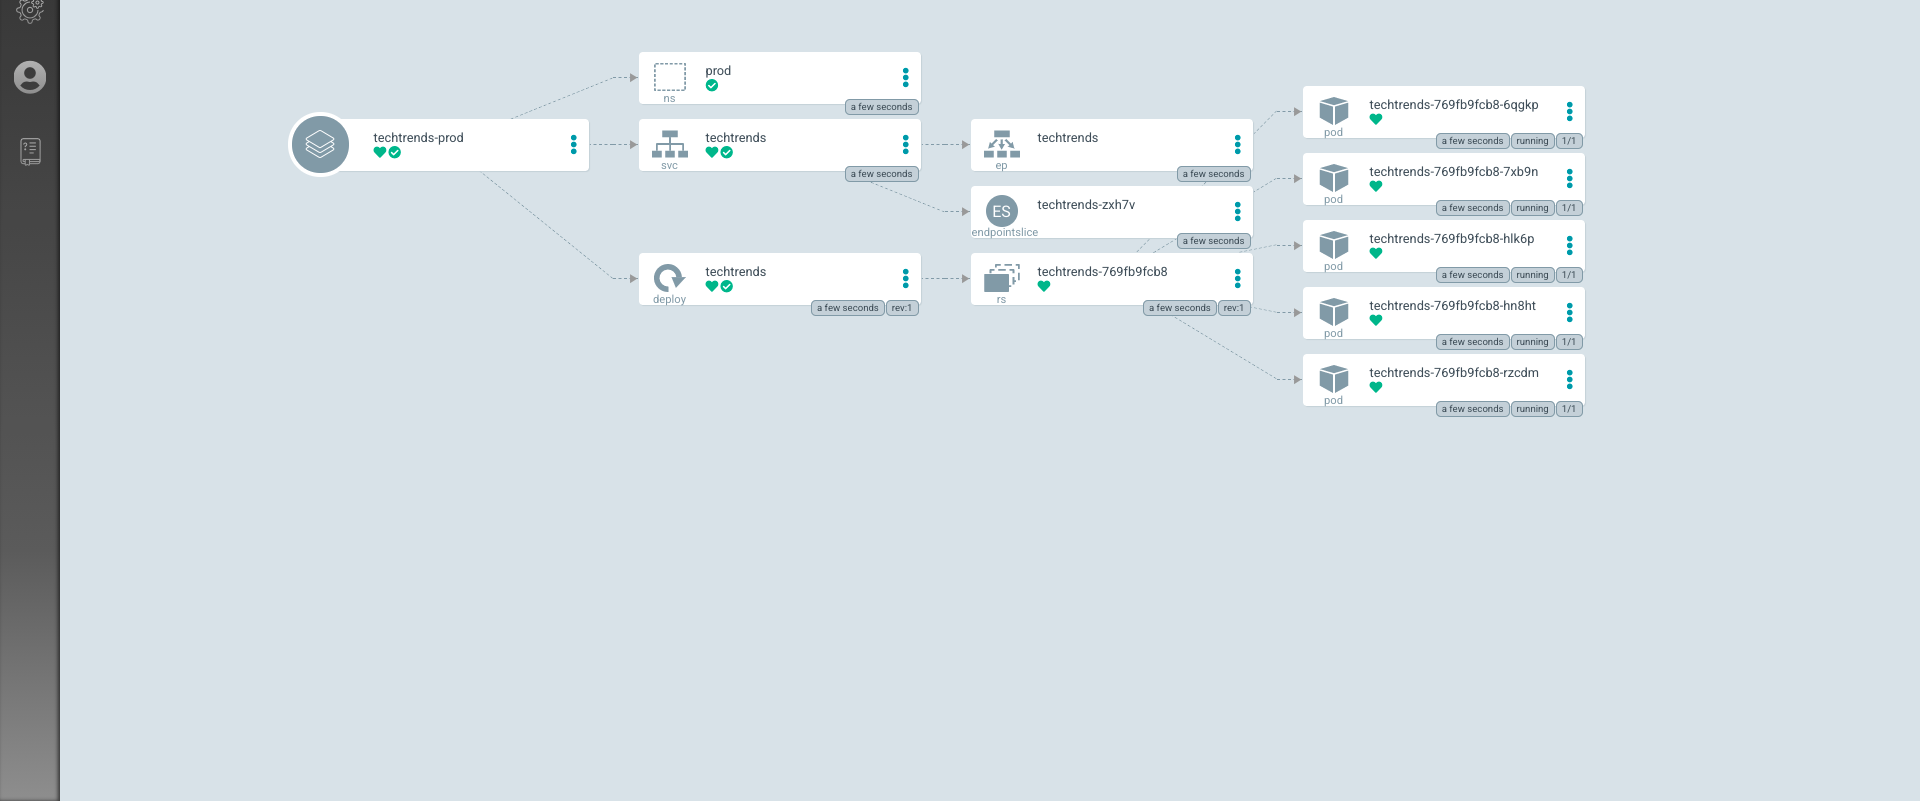 prod
ns
a few seconds
techtrends-prod
techtrends
svc
a few seconds
techtrends
ep
a few seconds
techtrends-zxh7v
ES
endpointslice
a few seconds
techtrends
deploy
a few seconds rev:1
techtrends-769fb9fcb8
rs
a few seconds rev:1
techtrends-769fb9fcb8-6qgkp
pod
a few seconds running 1/1
techtrends-769fb9fcb8-7xb9n
pod
a few seconds running 1/1
techtrends-769fb9fcb8-hlk6p
pod
a few seconds running 1/1
techtrends-769fb9fcb8-hn8ht
pod
a few seconds running 1/1
techtrends-769fb9fcb8-rzcdm
pod
a few seconds running 1/1